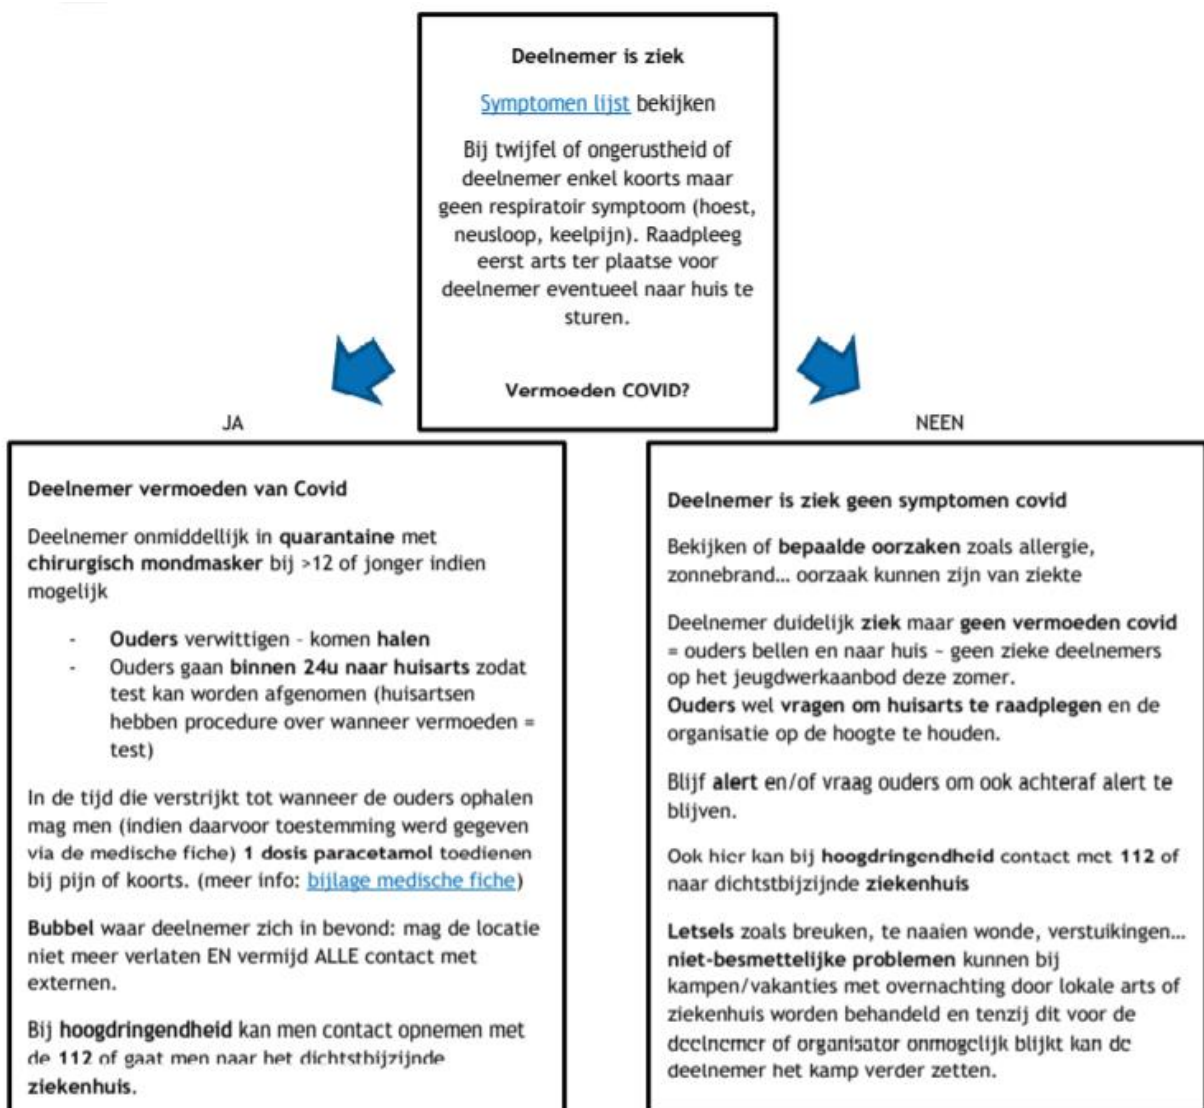 Deelnemer is ziek
Symptomen lijst bekijken
Bij twijfel of ongerustheid of
deelnemer enkel koorts maar
geen respiratoir symptoom (hoest,
neusloop, keelpijn). Raadpleeg
eerst arts ter plaatse voor
deelnemer eventueel naar huis te
sturen.
Vermoeden COVID?
JA
NEEN
Deelnemer vermoeden van Covid
Deelnemer onmiddellijk in quarantaine met
chirurgisch mondmasker bij >12 of jonger indien
mogelijk
- Ouders verwittigen - komen halen
- Ouders gaan binnen 24u naar huisarts zodat
test kan worden afgenomen (huisartsen
hebben procedure over wanneer vermoeden =
test)
In de tijd die verstrijkt tot wanneer de ouders ophalen
mag men (indien daarvoor toestemming werd gegeven
via de medische fiche) 1 dosis paracetamol toedienen
bij pijn of koorts. (meer info: bijlage medische fiche)
Bubbel waar deelnemer zich in bevond: mag de locatie
niet meer verlaten EN vermijd ALLE contact met
externen.
Bij hoogdringendheid kan men contact opnemen met
de 112 of gaat men naar het dichtstbijzijnde
ziekenhuis.
Deelnemer is ziek geen symptomen covid
Bekijken of bepaalde oorzaken zoals allergie,
zonnebrand... oorzaak kunnen zijn van ziekte
Deelnemer duidelijk ziek maar geen vermoeden covid
= ouders bellen en naar huis - geen zieke deelnemers
op het jeugdwerkaanbod deze zomer.
Ouders wel vragen om huisarts te raadplegen en de
organisatie op de hoogte te houden.
Blijf alert en/of vraag ouders om ook achteraf alert te
blijven.
Ook hier kan bij hoogdringendheid contact met 112 of
naar dichtstbijzijnde ziekenhuis
Letsels zoals breuken, te naaien wonde, verstuikingen...
niet-besmettelijke problemen kunnen bij
kampen/vakanties met overnachting door lokale arts of
ziekenhuis worden behandeld en tenzij dit voor de
deelnemer of organisator onmogelijk blijkt kan de
deelnemer het kamp verder zetten.